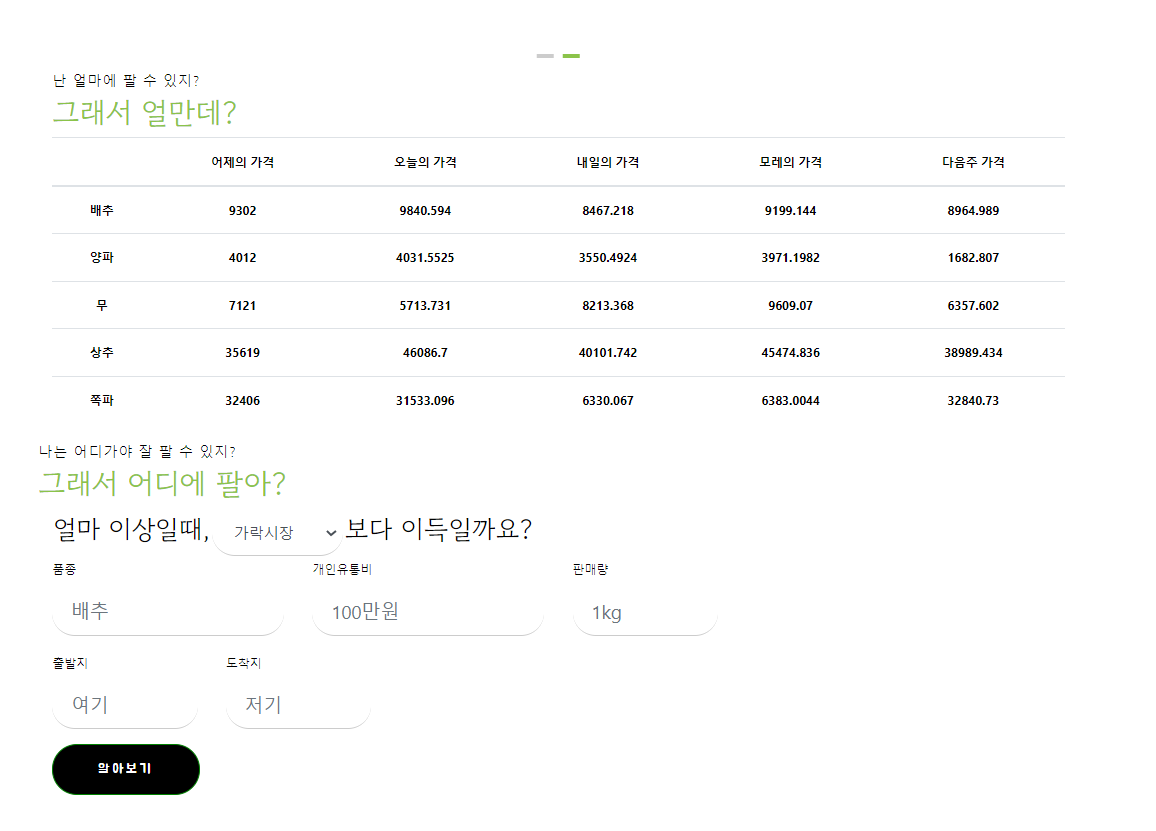 난 얼마에 팔 수 있지?
그래서 얼만데?
어제의 가격 오늘의 가격 내일의 가격 모레의 가격 다음주 가격
배추 9302 9840.594 8467.218 9199.144 8964.989
양파 4012 4031.5525 3550.4924 3971.1982 1682.807
무 7121 5713.731 8213.368 9609.07 6357.602
상추 35619 46086.7 40101.742 45474.836 38989.434
쪽파 32406 31533.096 6330.067 6383.0044 32840.73
나는 어디가야 잘 팔 수 있지?
그래서 어디에 팔아?
얼마 이상일때, 가락시장 보다 이득일까요?
품종 개인유통비 판매량
배추 100만원 1kg
출발지 도착지
여기 저기
알아보기